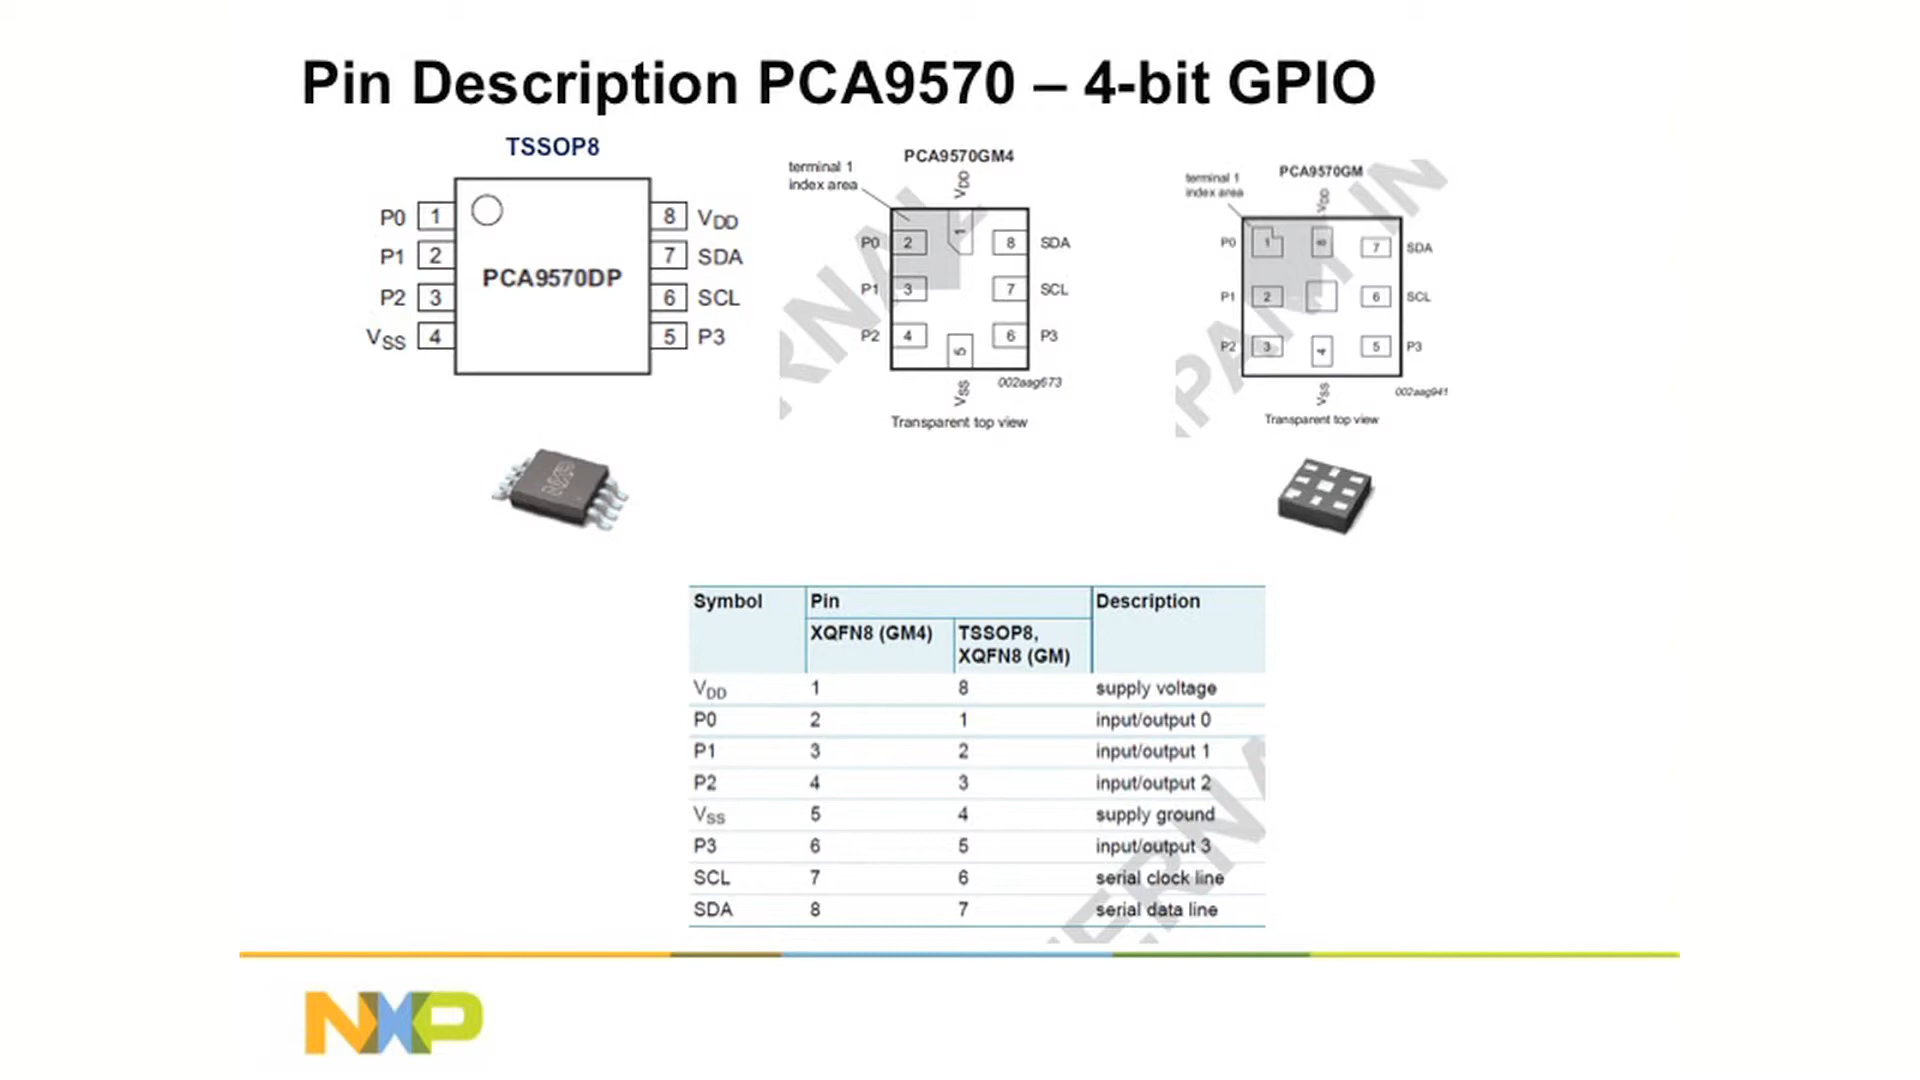 Pin Description PCA9570 – 4-bit GPIO
TSSOP8
P0 1
P1 2
P2 3
VSS 4
PCA9570DP
8 VDD
7 SDA
6 SCL
5 P3
PCA9570GM4
terminal 1
index area
VDD
1
P0 2
P1 3
P2 4
8 SDA
7 SCL
6 P3
5
VSS
002aag673
Transparent top view
RNAL
PCA9570GM
terminal 1
index area
VDD
P0 1
8
7 SDA
P1 2
6 SCL
P2 3
4
5 P3
VSS
002aag941
Transparent top view
PAN IN
NXP
Symbol Pin Description
XQFN8 (GM4) TSSOP8,
XQFN8 (GM)
VDD 1 8 supply voltage
P0 2 1 input/output 0
P1 3 2 input/output 1
P2 4 3 input/output 2
VSS 5 4 supply ground
P3 6 5 input/output 3
SCL 7 6 serial clock line
SDA 8 7 serial data line
TERNA
NXP